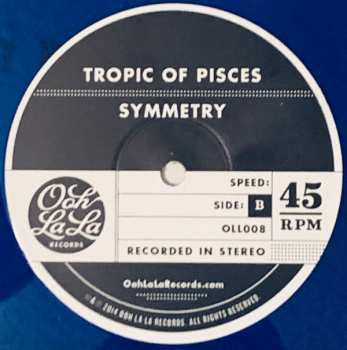 TROPIC OF PISCES
SYMMETRY
Ooh
La La
RECORDS
SPEED:
SIDE: B
OLL008
45
RPM
RECORDED IN STEREO
OohLaLaRecords.com
℗ & © 2014 OOH LA LA RECORDS. ALL RIGHTS RESERVED.